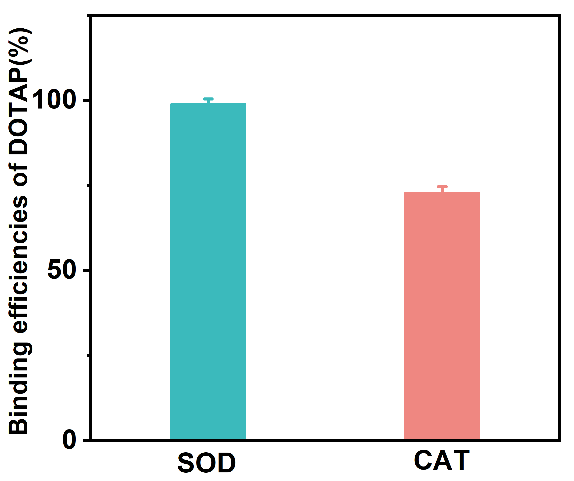 Binding efficiencies of DOTAP(%)
100
50
0
SOD
CAT